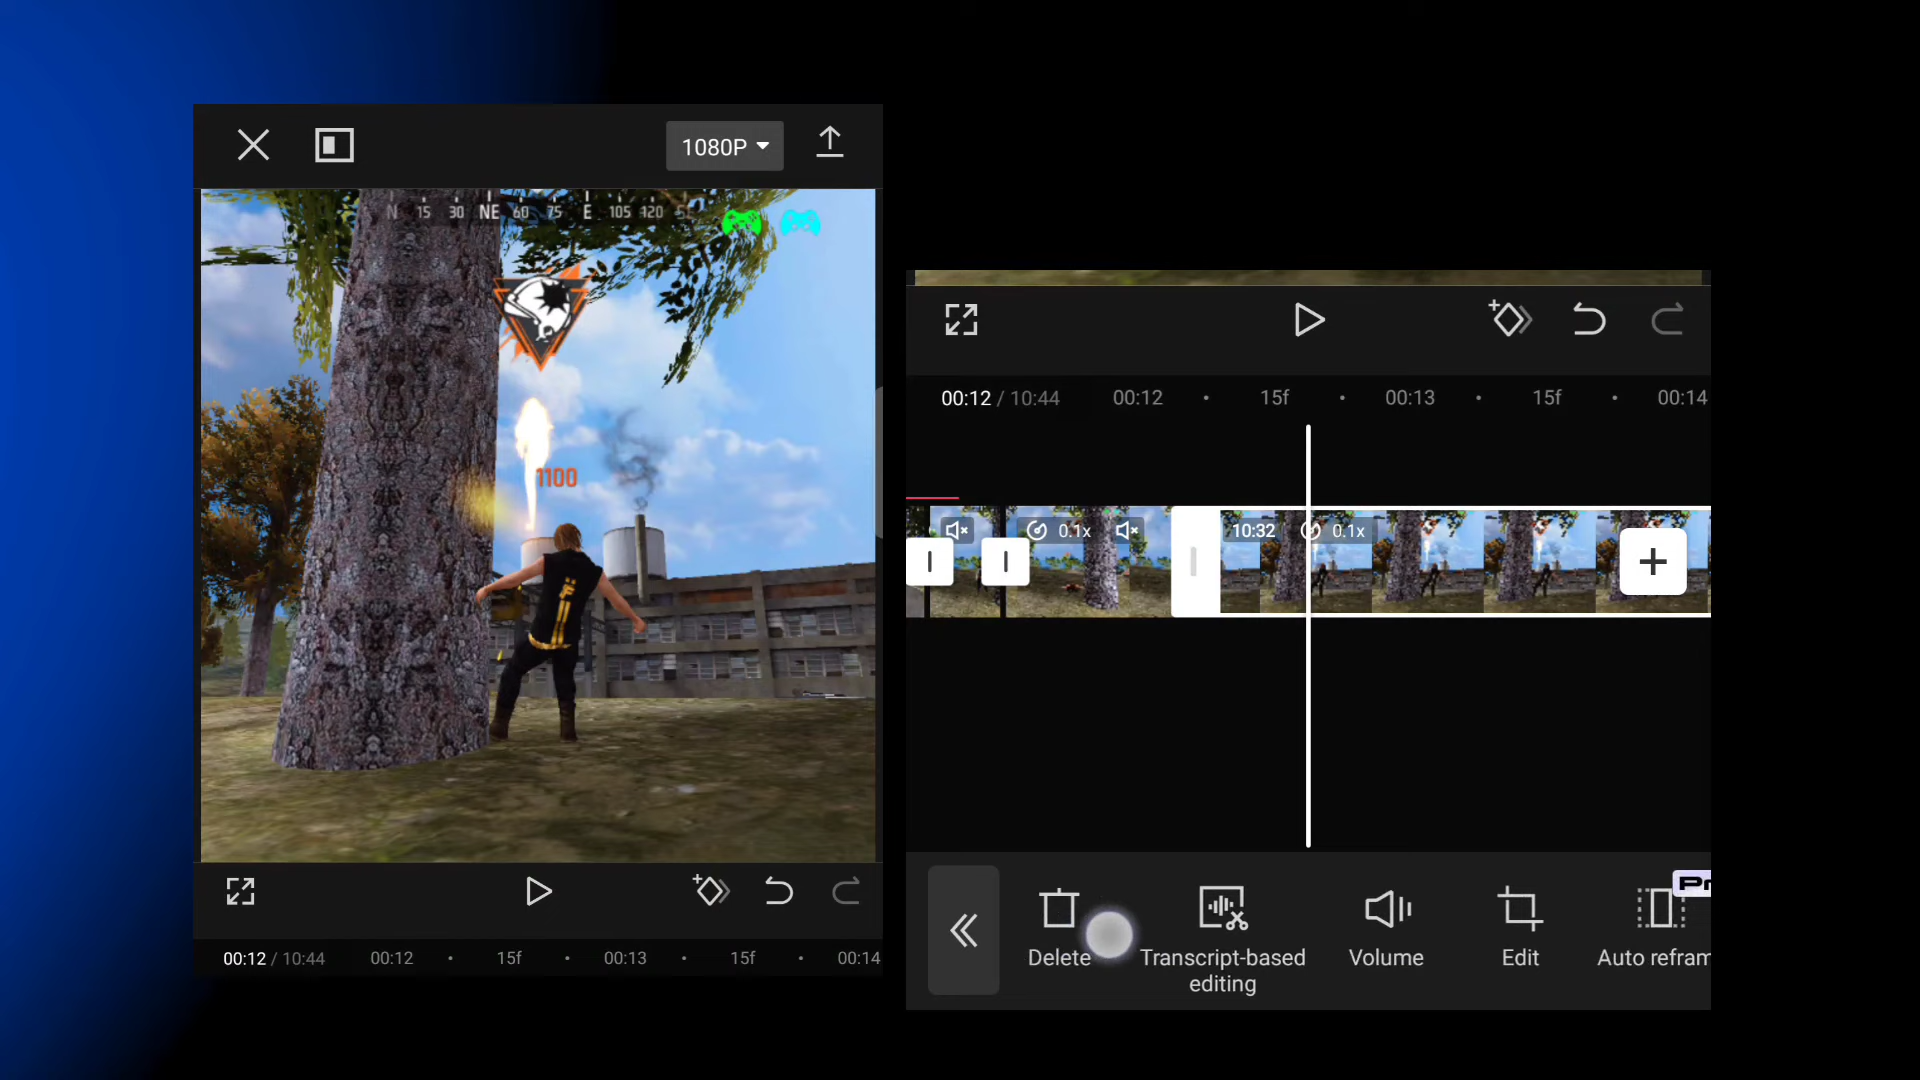 1080P
N 15 30 NE 60 75 E 105 120
1100
00:12 / 10:44 00:12 15f 00:13 15f 00:14
00:12 / 10:44 00:12 15f 00:13 15f 00:14
0.1x 10:32 0.1x
Delete Transcript-based editing Volume Edit Auto refram